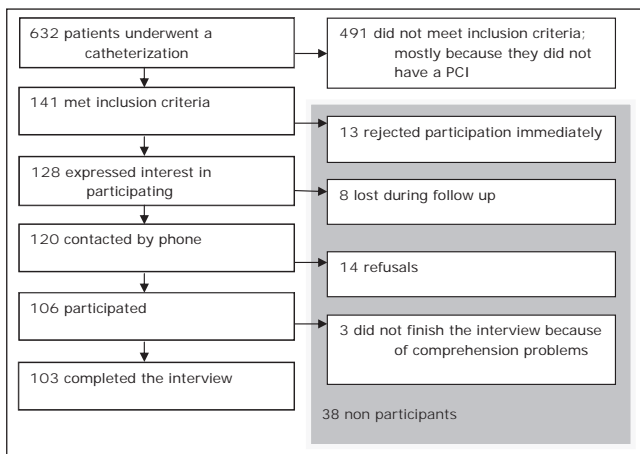 632 patients underwent a
catheterization
491 did not meet inclusion criteria;
mostly because they did not
have a PCI
141 met inclusion criteria
13 rejected participation immediately
128 expressed interest in
participating
8 lost during follow up
120 contacted by phone
14 refusals
106 participated
3 did not finish the interview because
of comprehension problems
103 completed the interview
38 non participants